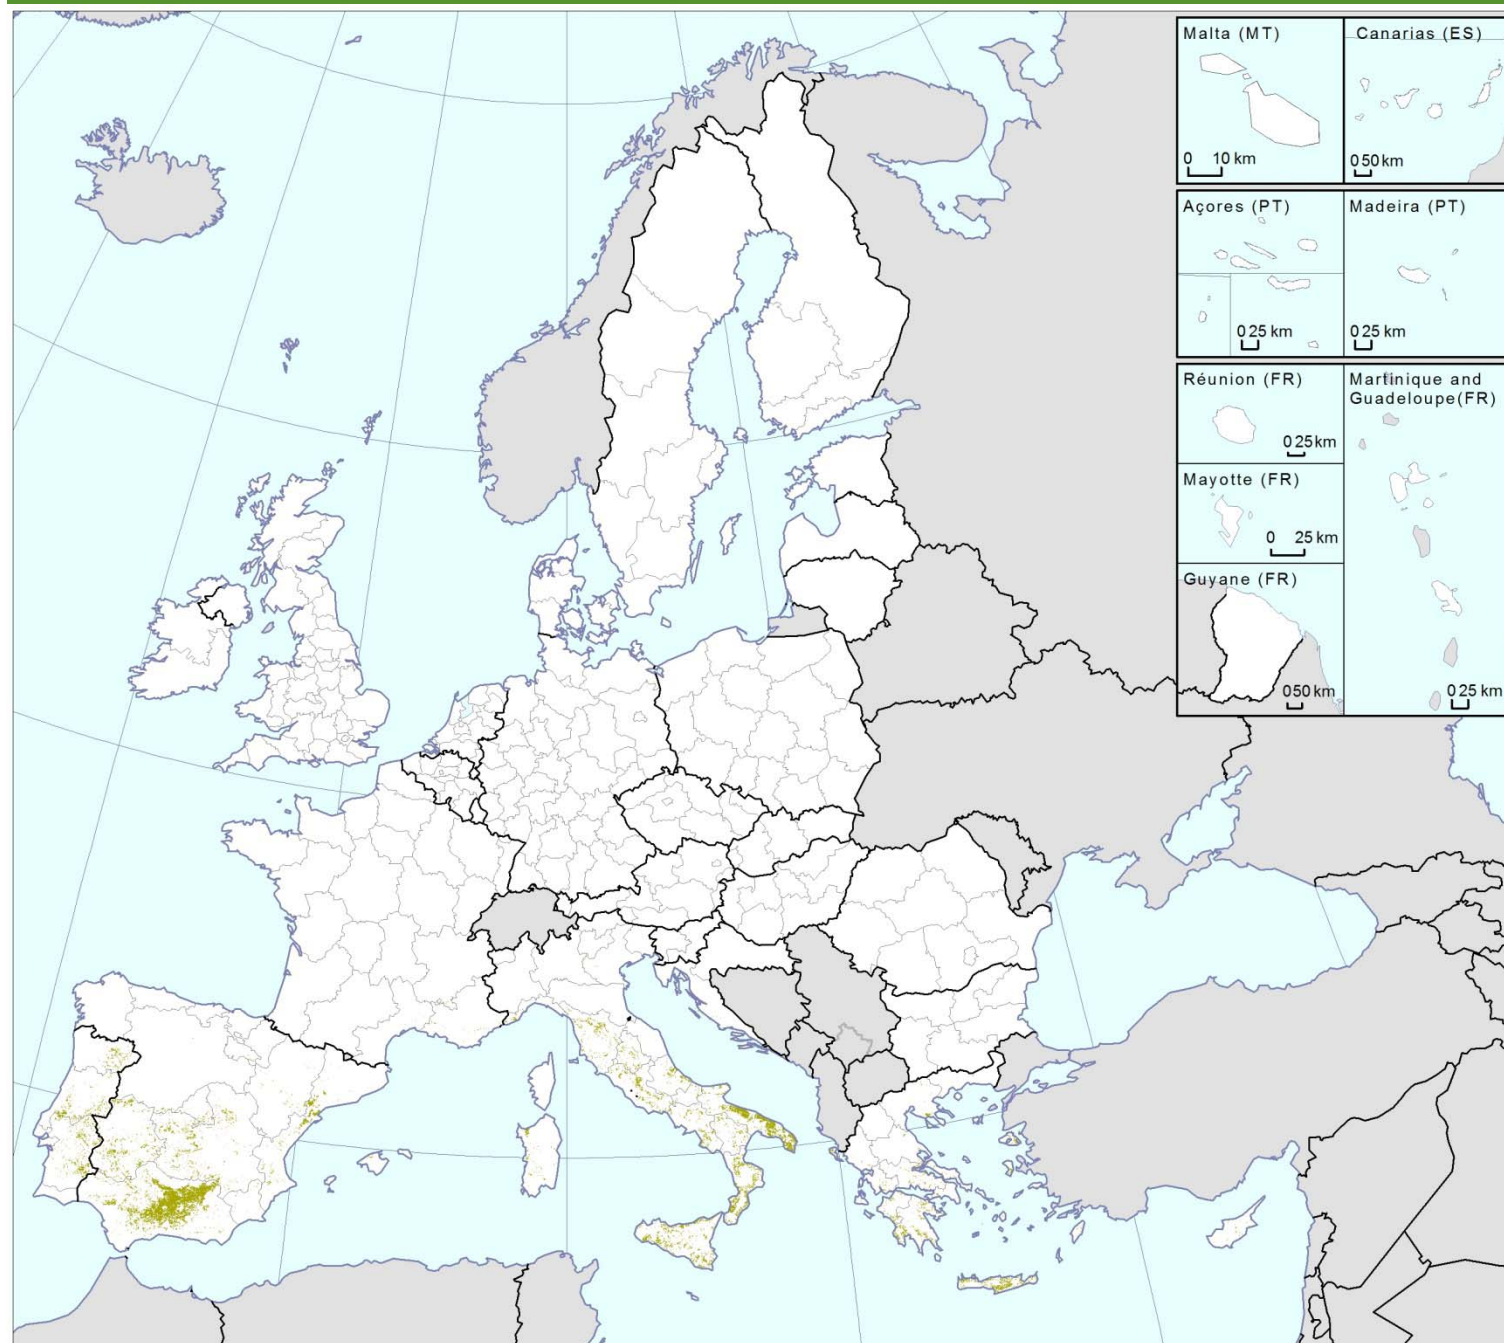 Malta (MT)
Canarias (ES)
0 10 km
0 50 km
Açores (PT)
Madeira (PT)
0 25 km
0 25 km
Réunion (FR)
Martinique and
Guadeloupe(FR)
0 25 km
Mayotte (FR)
0 25 km
Guyane (FR)
0 50 km
0 25 km